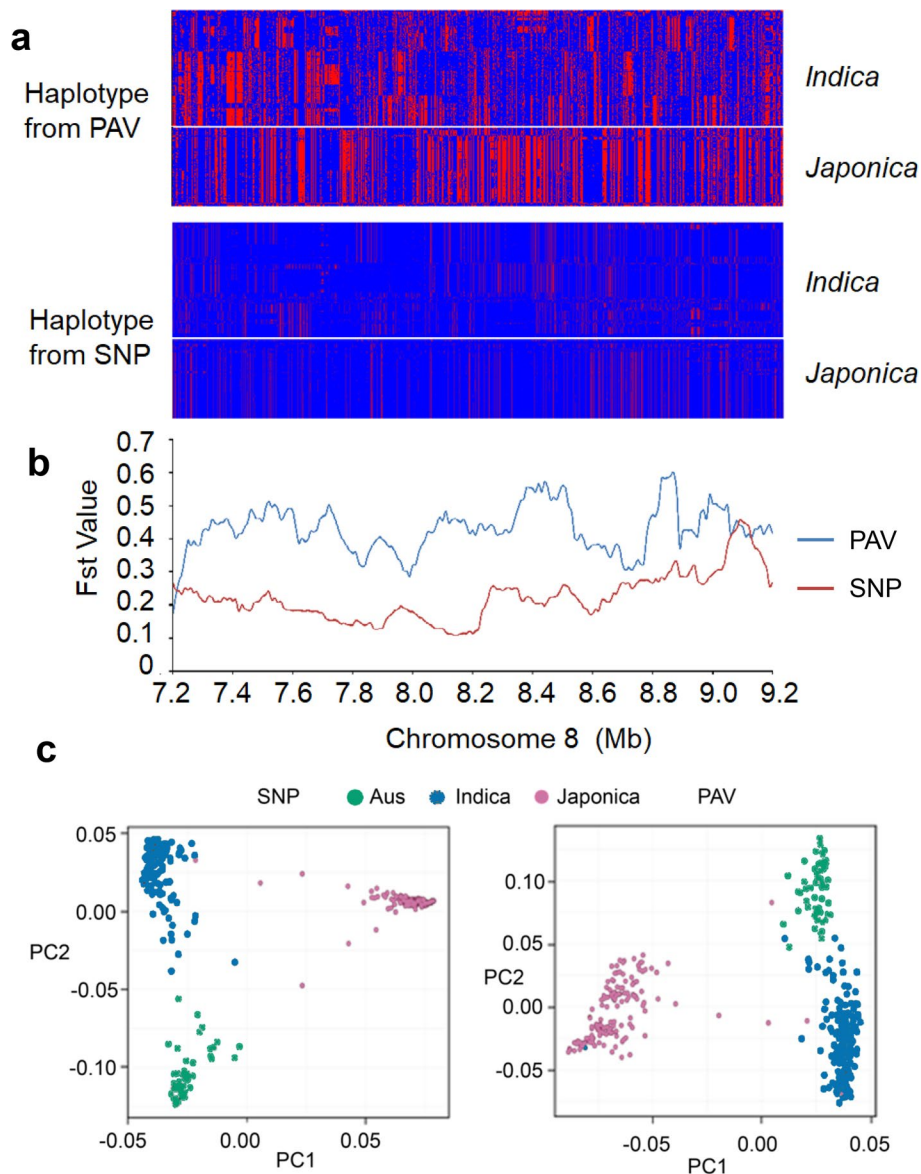 a
Haplotype
from PAV
Indica
Japonica
Haplotype
from SNP
Indica
Japonica
b
Fst Value
0.7
0.6
0.5
0.4
0.3
0.2
0.1
0
PAV
SNP
7.2 7.4 7.6 7.8 8.0 8.2 8.4 8.6 8.8 9.0 9.2
Chromosome 8 (Mb)
c
SNP Aus Indica Japonica PAV
0.05
0.00
PC2
-0.05
-0.10
-0.05 0.00 0.05
PC1
0.10
0.05
PC2
0.00
-0.05
-0.05 0.00 0.05
PC1